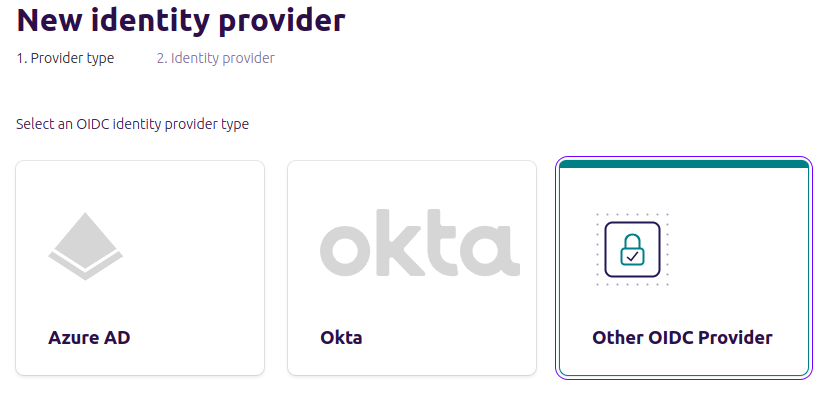 New identity provider
1. Provider type 2. Identity provider
Select an OIDC identity provider type
okta
Azure AD
Okta
Other OIDC Provider